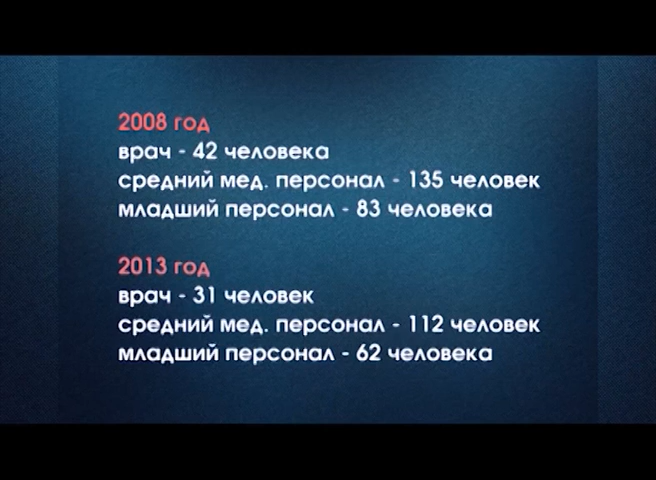 2008 год
врач - 42 человека
средний мед. персонал - 135 человек
младший персонал - 83 человека
2013 год
врач - 31 человек
средний мед. персонал - 112 человек
младший персонал - 62 человека